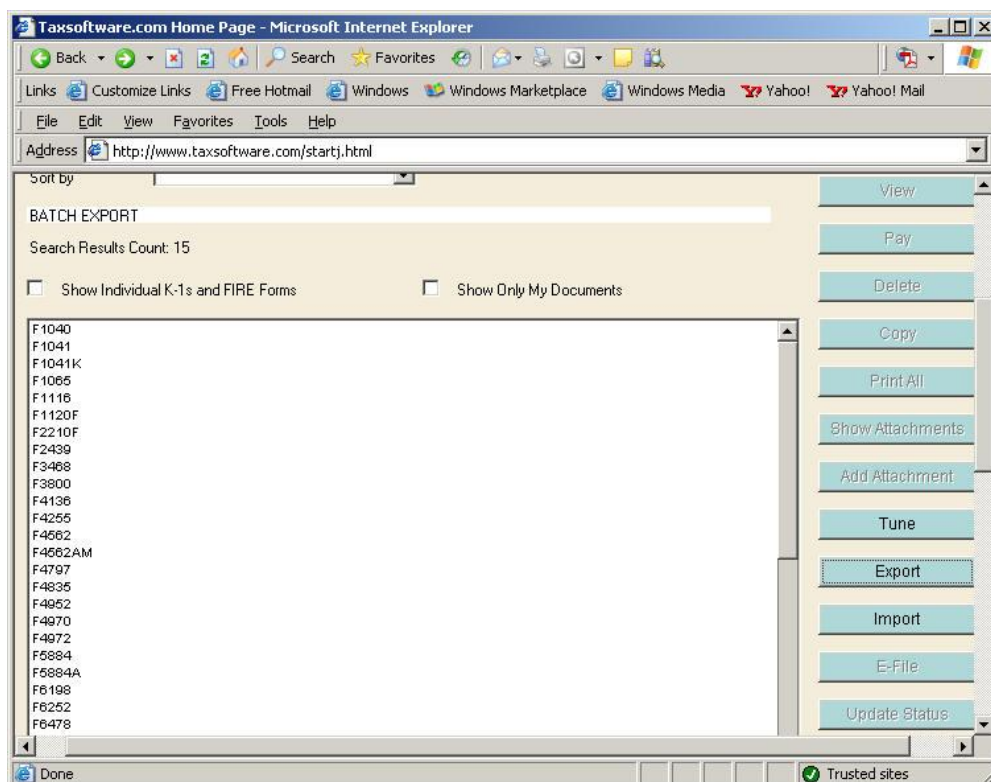 Taxsoftware.com Home Page - Microsoft Internet Explorer
Back Search Favorites
Links Customize Links Free Hotmail Windows Windows Marketplace Windows Media Yahoo! Yahoo! Mail
File Edit View Favorites Tools Help
Address http://www.taxsoftware.com/startj.html
Sort by
BATCH EXPORT
Search Results Count: 15
Show Individual K-1s and FIRE Forms
Show Only My Documents
F1040
F1041
F1041K
F1065
F1116
F1120F
F2210F
F2439
F3468
F3800
F4136
F4255
F4562
F4562AM
F4797
F4835
F4952
F4970
F4972
F5884
F5884A
F6198
F6252
F6478
View
Pay
Delete
Copy
Print All
Show Attachments
Add Attachment
Tune
Export
Import
E-File
Update Status
Done
Trusted sites